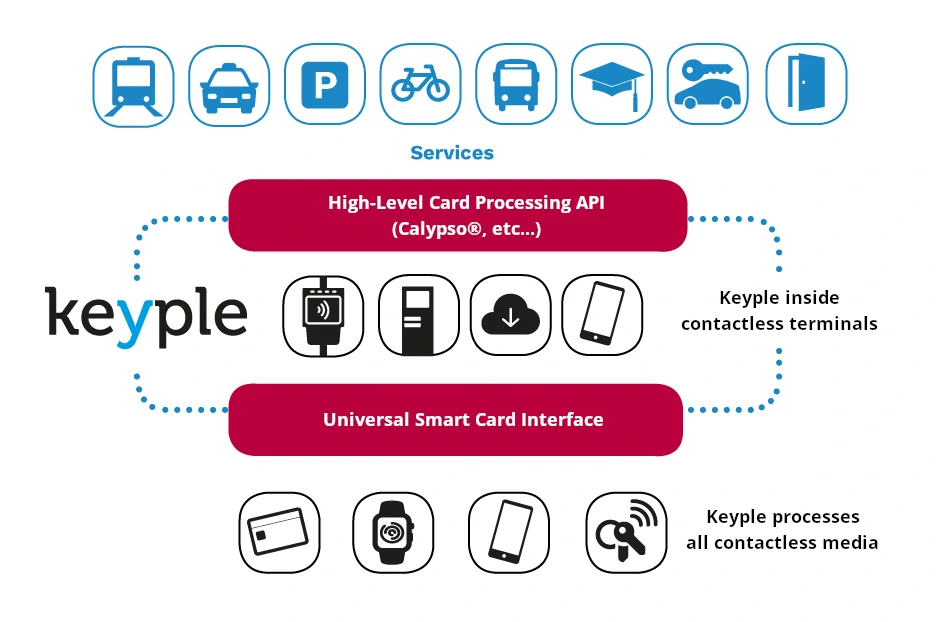 P
Services
High-Level Card Processing API
(Calypso®, etc...)
keyple
Keyple inside
contactless terminals
Universal Smart Card Interface
Keyple processes
all contactless media